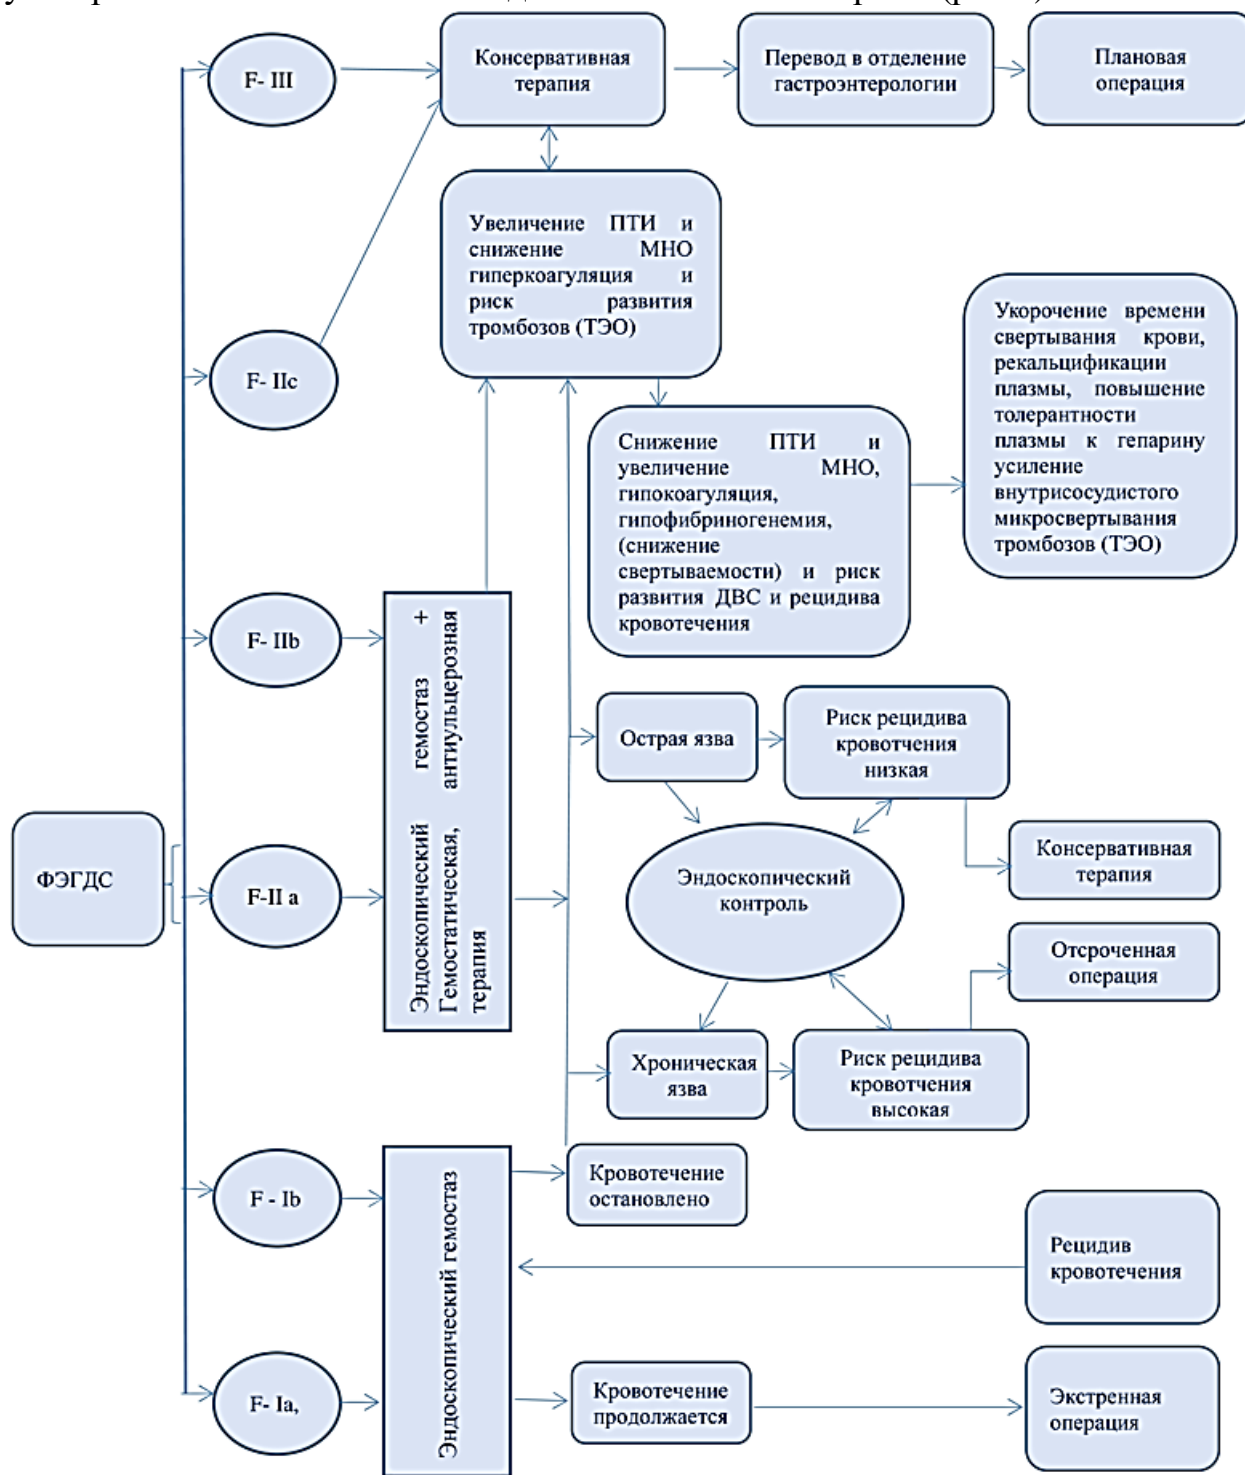 F- III
Консервативная
терапия
Перевод в отделение
гастроэнтерологии
Плановая
операция
Увеличение ПТИ и
снижение МНО
гиперкоагуляция и
риск развития
тромбозов (ТЭО)
F- IIc
Укорочение времени
свертывания крови,
рекальцификации
плазмы, повышение
толерантности
плазмы к гепарину
усиление
внутрисосудистого
микросвертывания
тромбозов (ТЭО)
Снижение ПТИ и
увеличение МНО,
гипокоагуляция,
гипофибриногенемия,
(снижение
свертываемости) и риск
развития ДВС и рецидива
кровотечения
F- IIb
Эндоскопический гемостаз +
Гемостатическая, антиульцерозная
терапия
Острая язва
Риск рецидива
кровотчения
низкая
ФЭГДС
F-II a
Эндоскопический
контроль
Консервативная
терапия
Отсроченная
операция
Хроническая
язва
Риск рецидива
кровотчения
высокая
F - Ib
Эндоскопический гемостаз
Кровотечение
остановлено
Рецидив
кровотечения
F- Ia,
Кровотечение
продолжается
Экстренная
операция